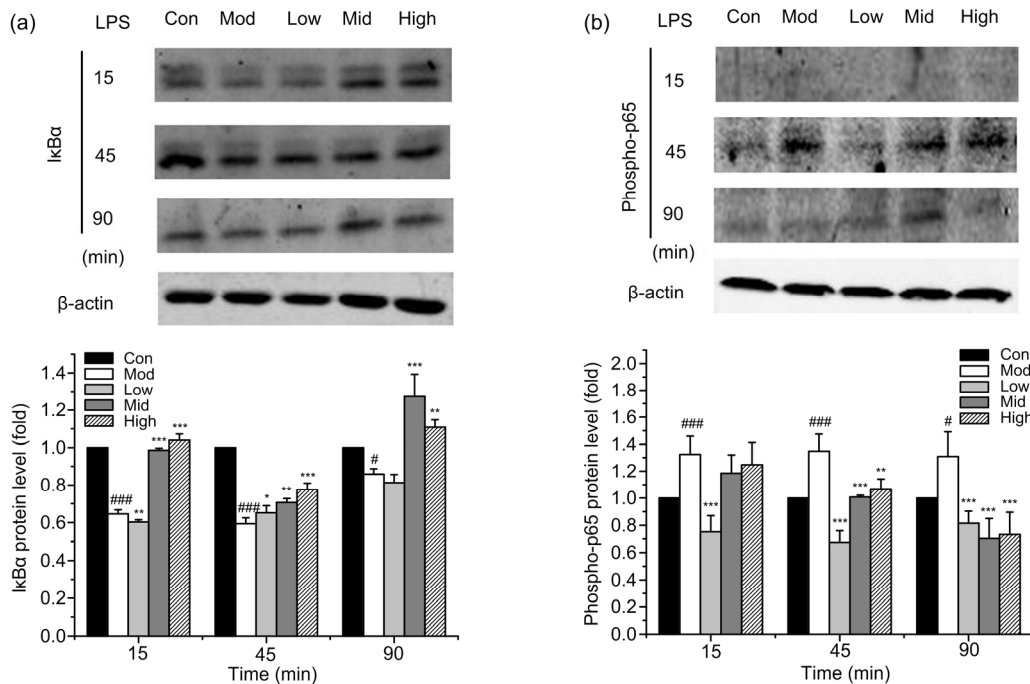 (a) LPS Con Mod Low Mid High
15
IκBα
45
90
(min)
β-actin
IκBα protein level (fold)
1.4
1.2
1.0
0.8
0.6
0.4
0.2
0.0
Con
Mod
Low
Mid
High
### ** *** ***
### * ** ***
# *** **
15 45 90
Time (min)
(b) LPS Con Mod Low Mid High
15
Phospho-p65
45
90
(min)
β-actin
Phospho-p65 protein level (fold)
2.0
1.8
1.6
1.4
1.2
1.0
0.8
0.6
0.4
0.2
0.0
Con
Mod
Low
Mid
High
### ***
### *** *** **
# *** *** ***
15 45 90
Time (min)